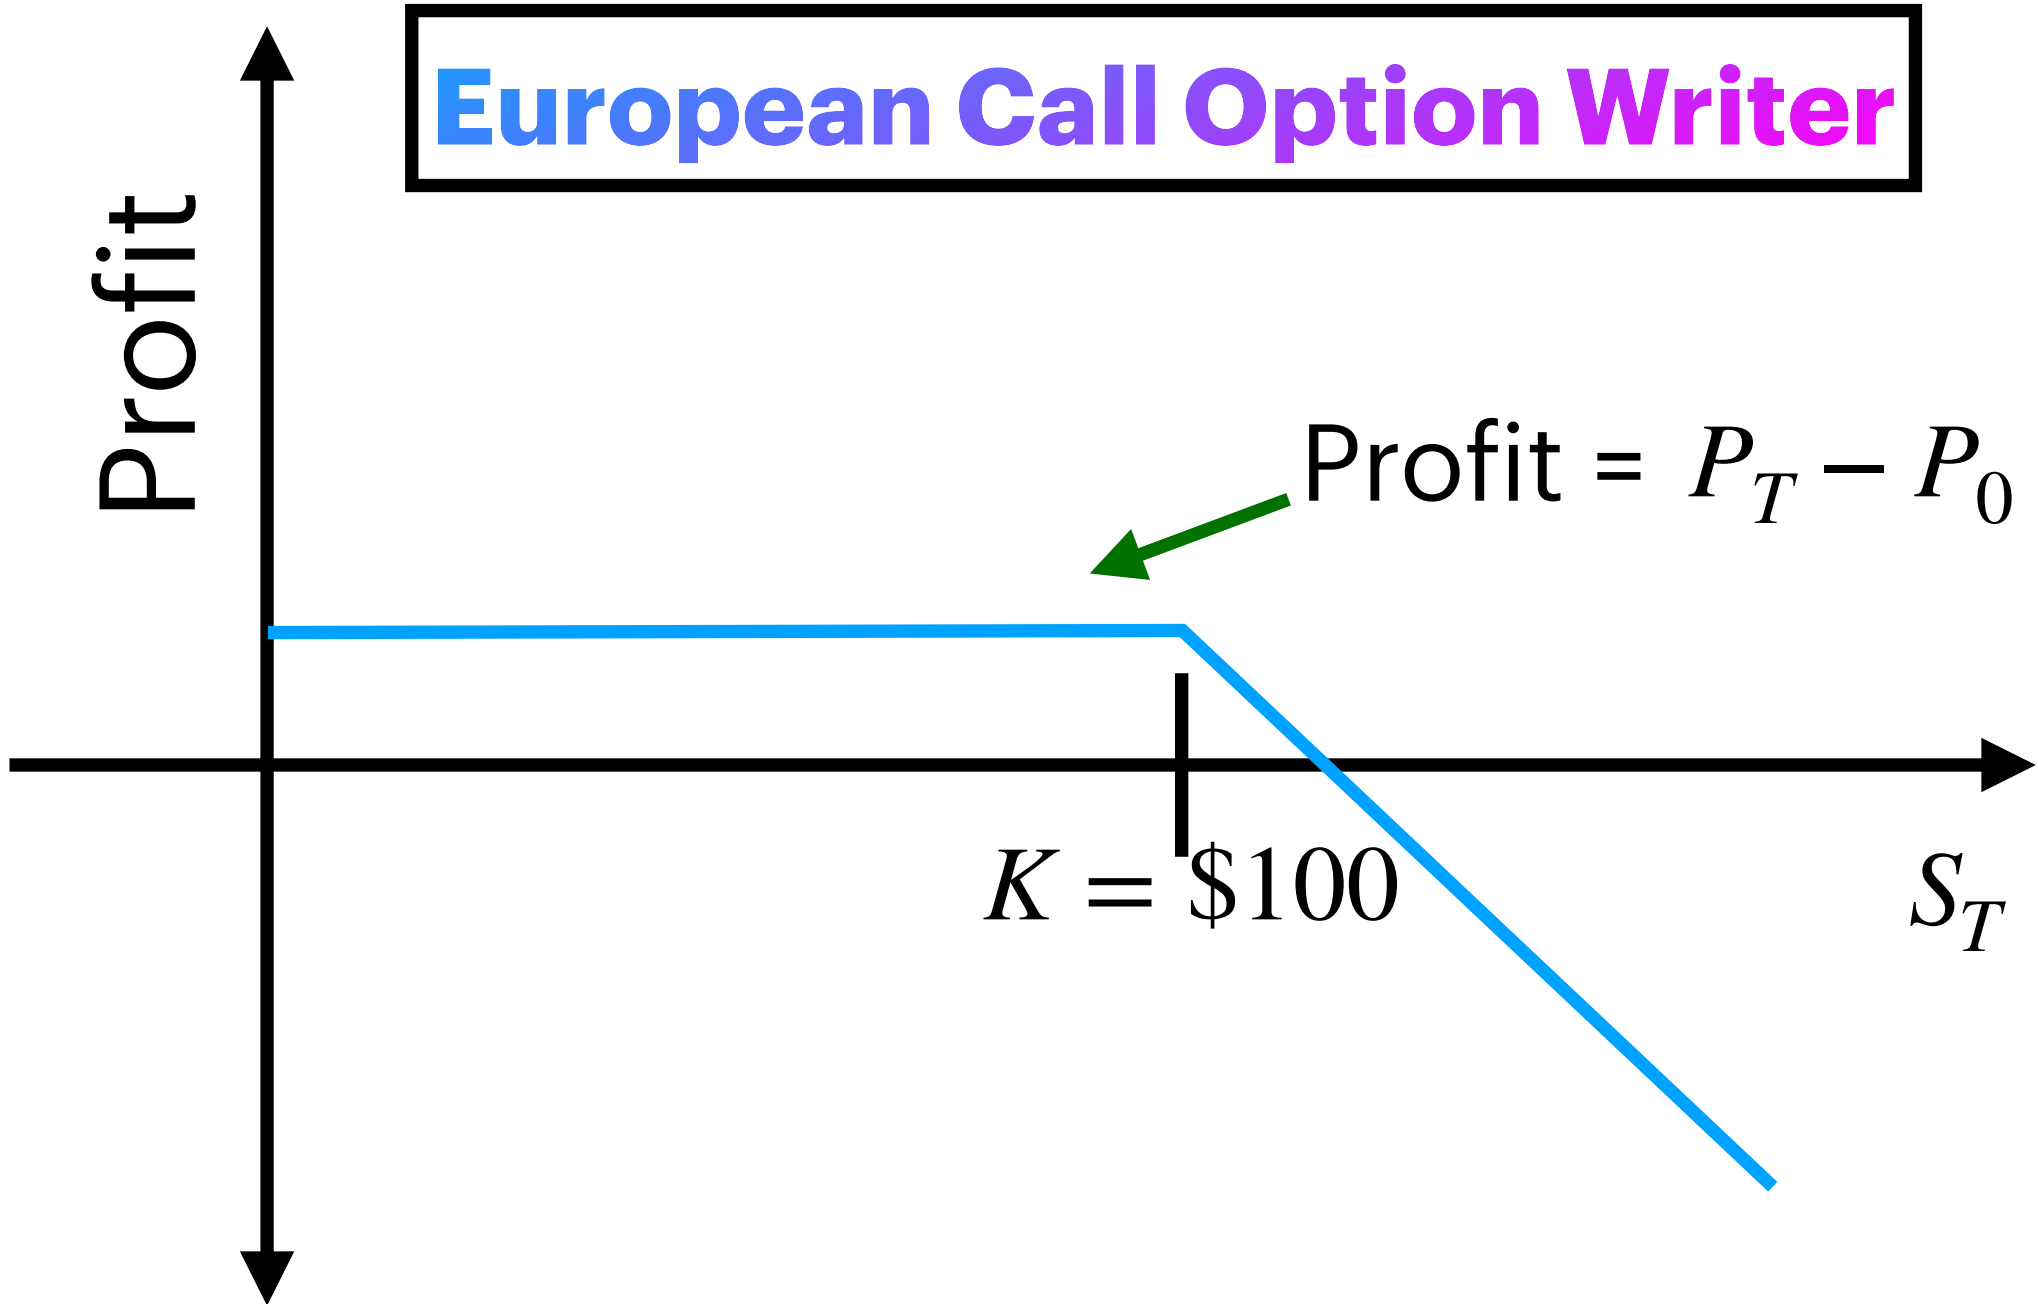 European Call Option Writer
Profit
Profit = $P_T - P_0$
$K = \$100$
$S_T$